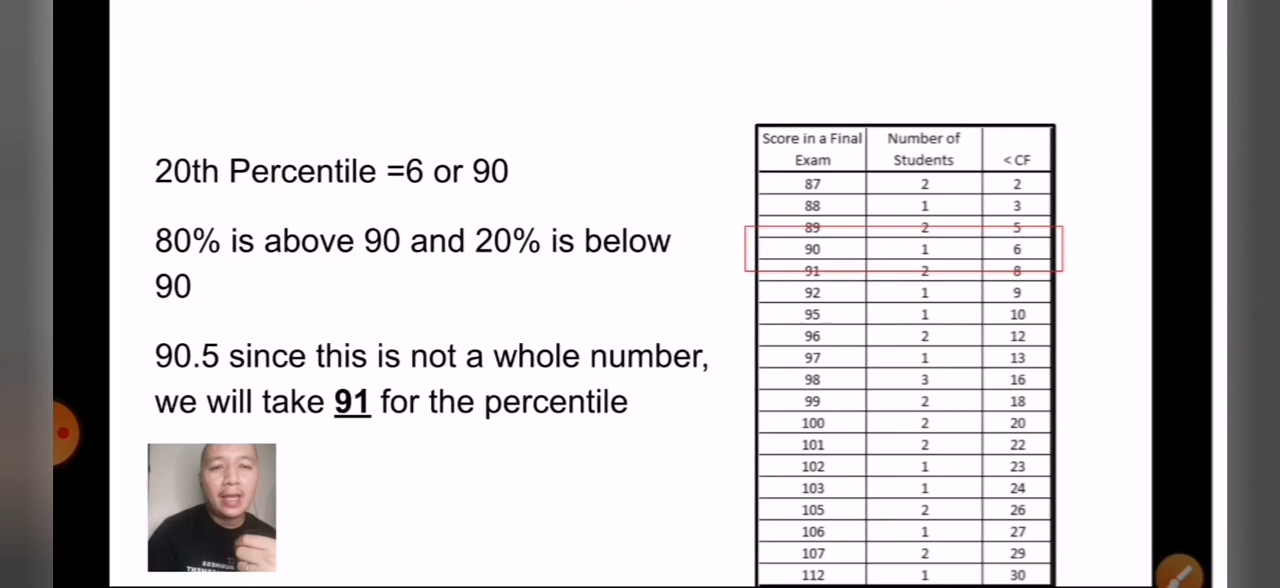 20th Percentile =6 or 90
80% is above 90 and 20% is below
90
90.5 since this is not a whole number,
we will take 91 for the percentile
Score in a Final Exam Number of Students < CF
87 2 2
88 1 3
89 2 5
90 1 6
91 2 8
92 1 9
95 1 10
96 2 12
97 1 13
98 3 16
99 2 18
100 2 20
101 2 22
102 1 23
103 1 24
105 2 26
106 1 27
107 2 29
112 1 30